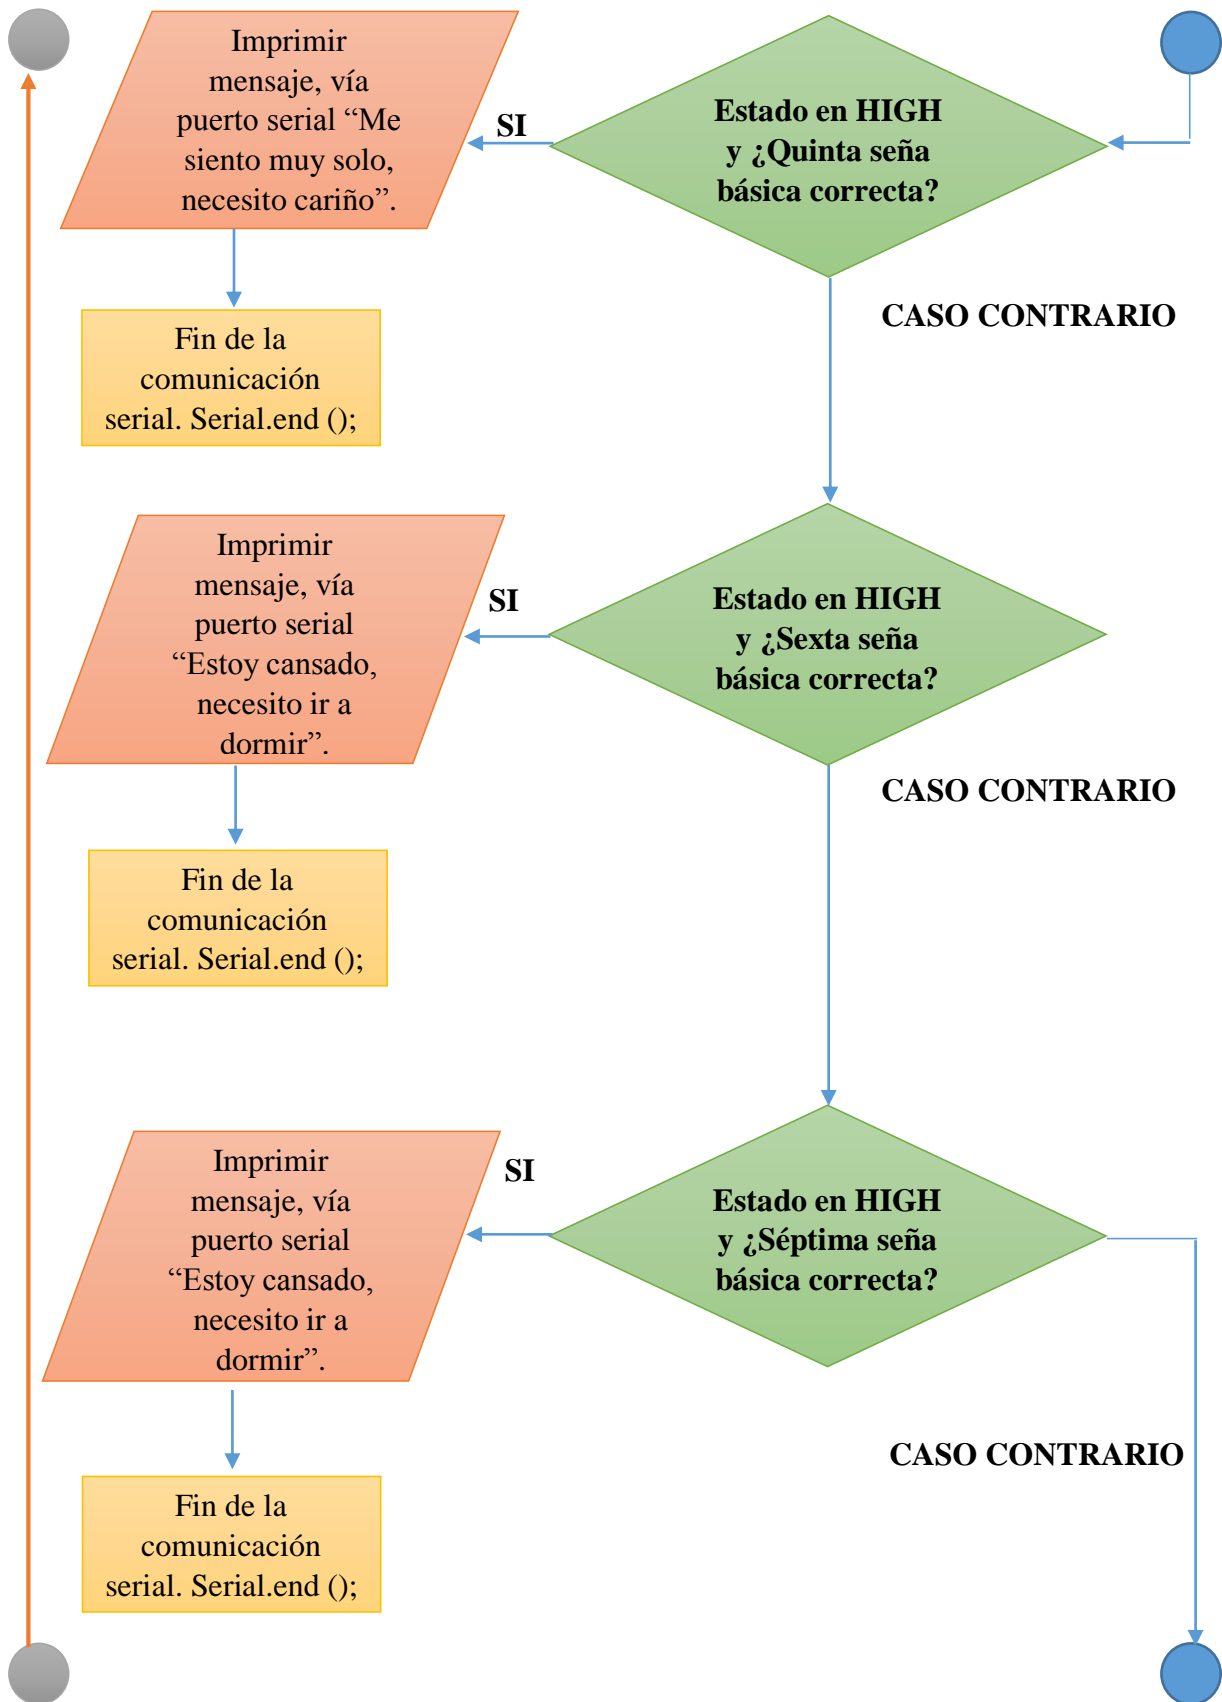 Imprimir
mensaje, vía
puerto serial “Me
siento muy solo,
necesito cariño”.
SI
Estado en HIGH
y ¿Quinta seña
básica correcta?
CASO CONTRARIO
Fin de la
comunicación
serial. Serial.end ();
Imprimir
mensaje, vía
puerto serial
“Estoy cansado,
necesito ir a
dormir”.
SI
Estado en HIGH
y ¿Sexta seña
básica correcta?
CASO CONTRARIO
Fin de la
comunicación
serial. Serial.end ();
Imprimir
mensaje, vía
puerto serial
“Estoy cansado,
necesito ir a
dormir”.
SI
Estado en HIGH
y ¿Séptima seña
básica correcta?
CASO CONTRARIO
Fin de la
comunicación
serial. Serial.end ();